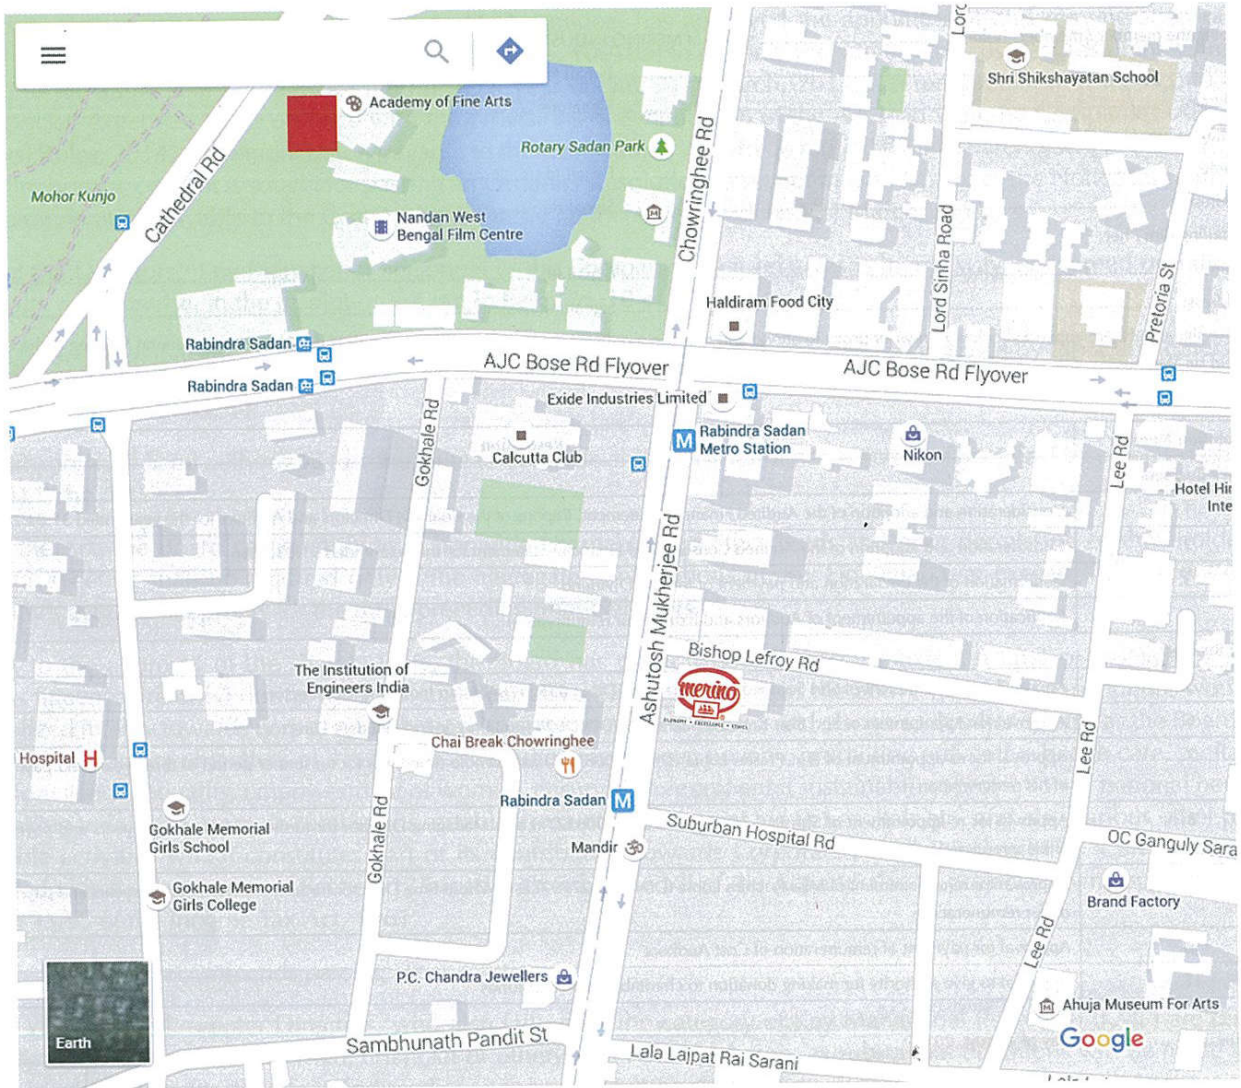 Lord
Shri Shikshayatan School
Academy of Fine Arts
Rotary Sadan Park
Chowringhee Rd
Mohor Kunjo
Cathedral Rd
Nandan West
Bengal Film Centre
Lord Sinha Road
Pretoria St
Haldiram Food City
Rabindra Sadan
AJC Bose Rd Flyover
AJC Bose Rd Flyover
Rabindra Sadan
Exide Industries Limited
Gokhale Rd
Calcutta Club
M
Rabindra Sadan
Metro Station
Nikon
Lee Rd
Hotel Hin
Inte
Ashutosh Mukherjee Rd
Bishop Lefroy Rd
The Institution of
Engineers India
merino
ECONOMY • EXCELLENCE • ETHICS
Lee Rd
Hospital H
Chai Break Chowringhee
Rabindra Sadan M
Gokhale Rd
Gokhale Memorial
Girls School
Mandir
Suburban Hospital Rd
OC Ganguly Sara
Gokhale Memorial
Girls College
Brand Factory
Lee Rd
P.C. Chandra Jewellers
Ahuja Museum For Arts
Earth
Sambhunath Pandit St
Google
Lala Lajpat Rai Sarani